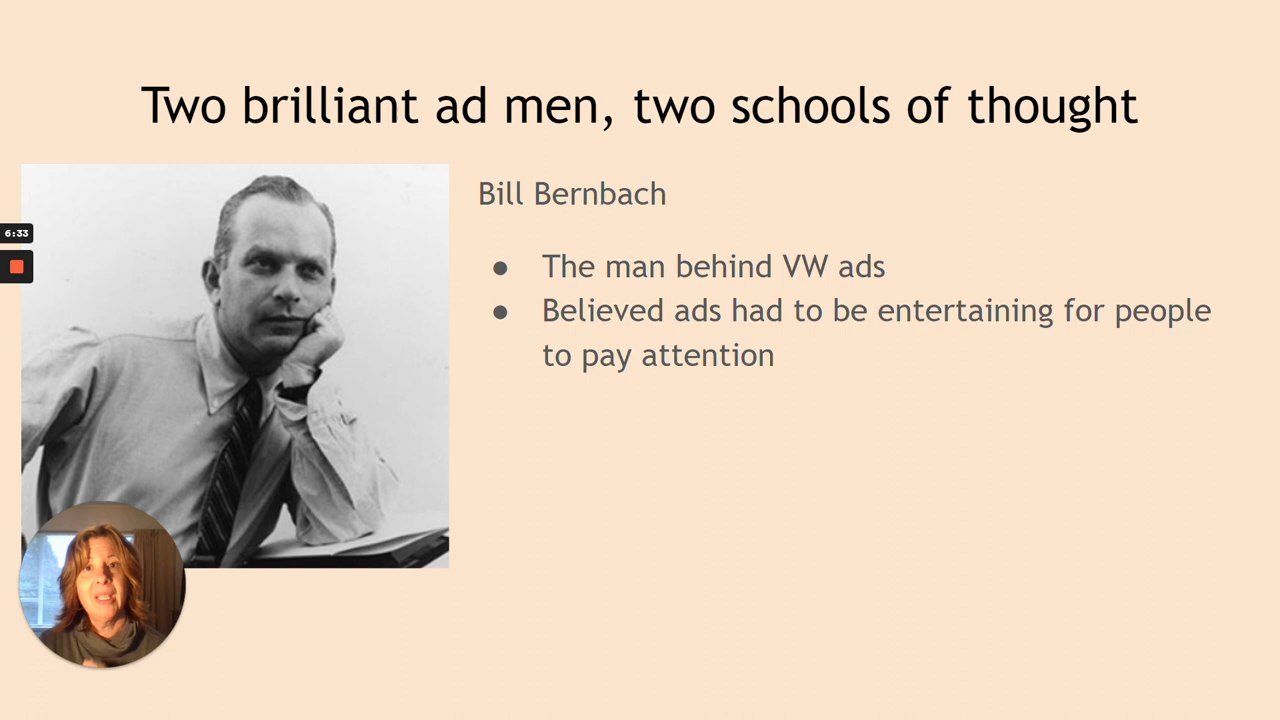 Two brilliant ad men, two schools of thought
Bill Bernbach
6:33
● The man behind VW ads
● Believed ads had to be entertaining for people
to pay attention